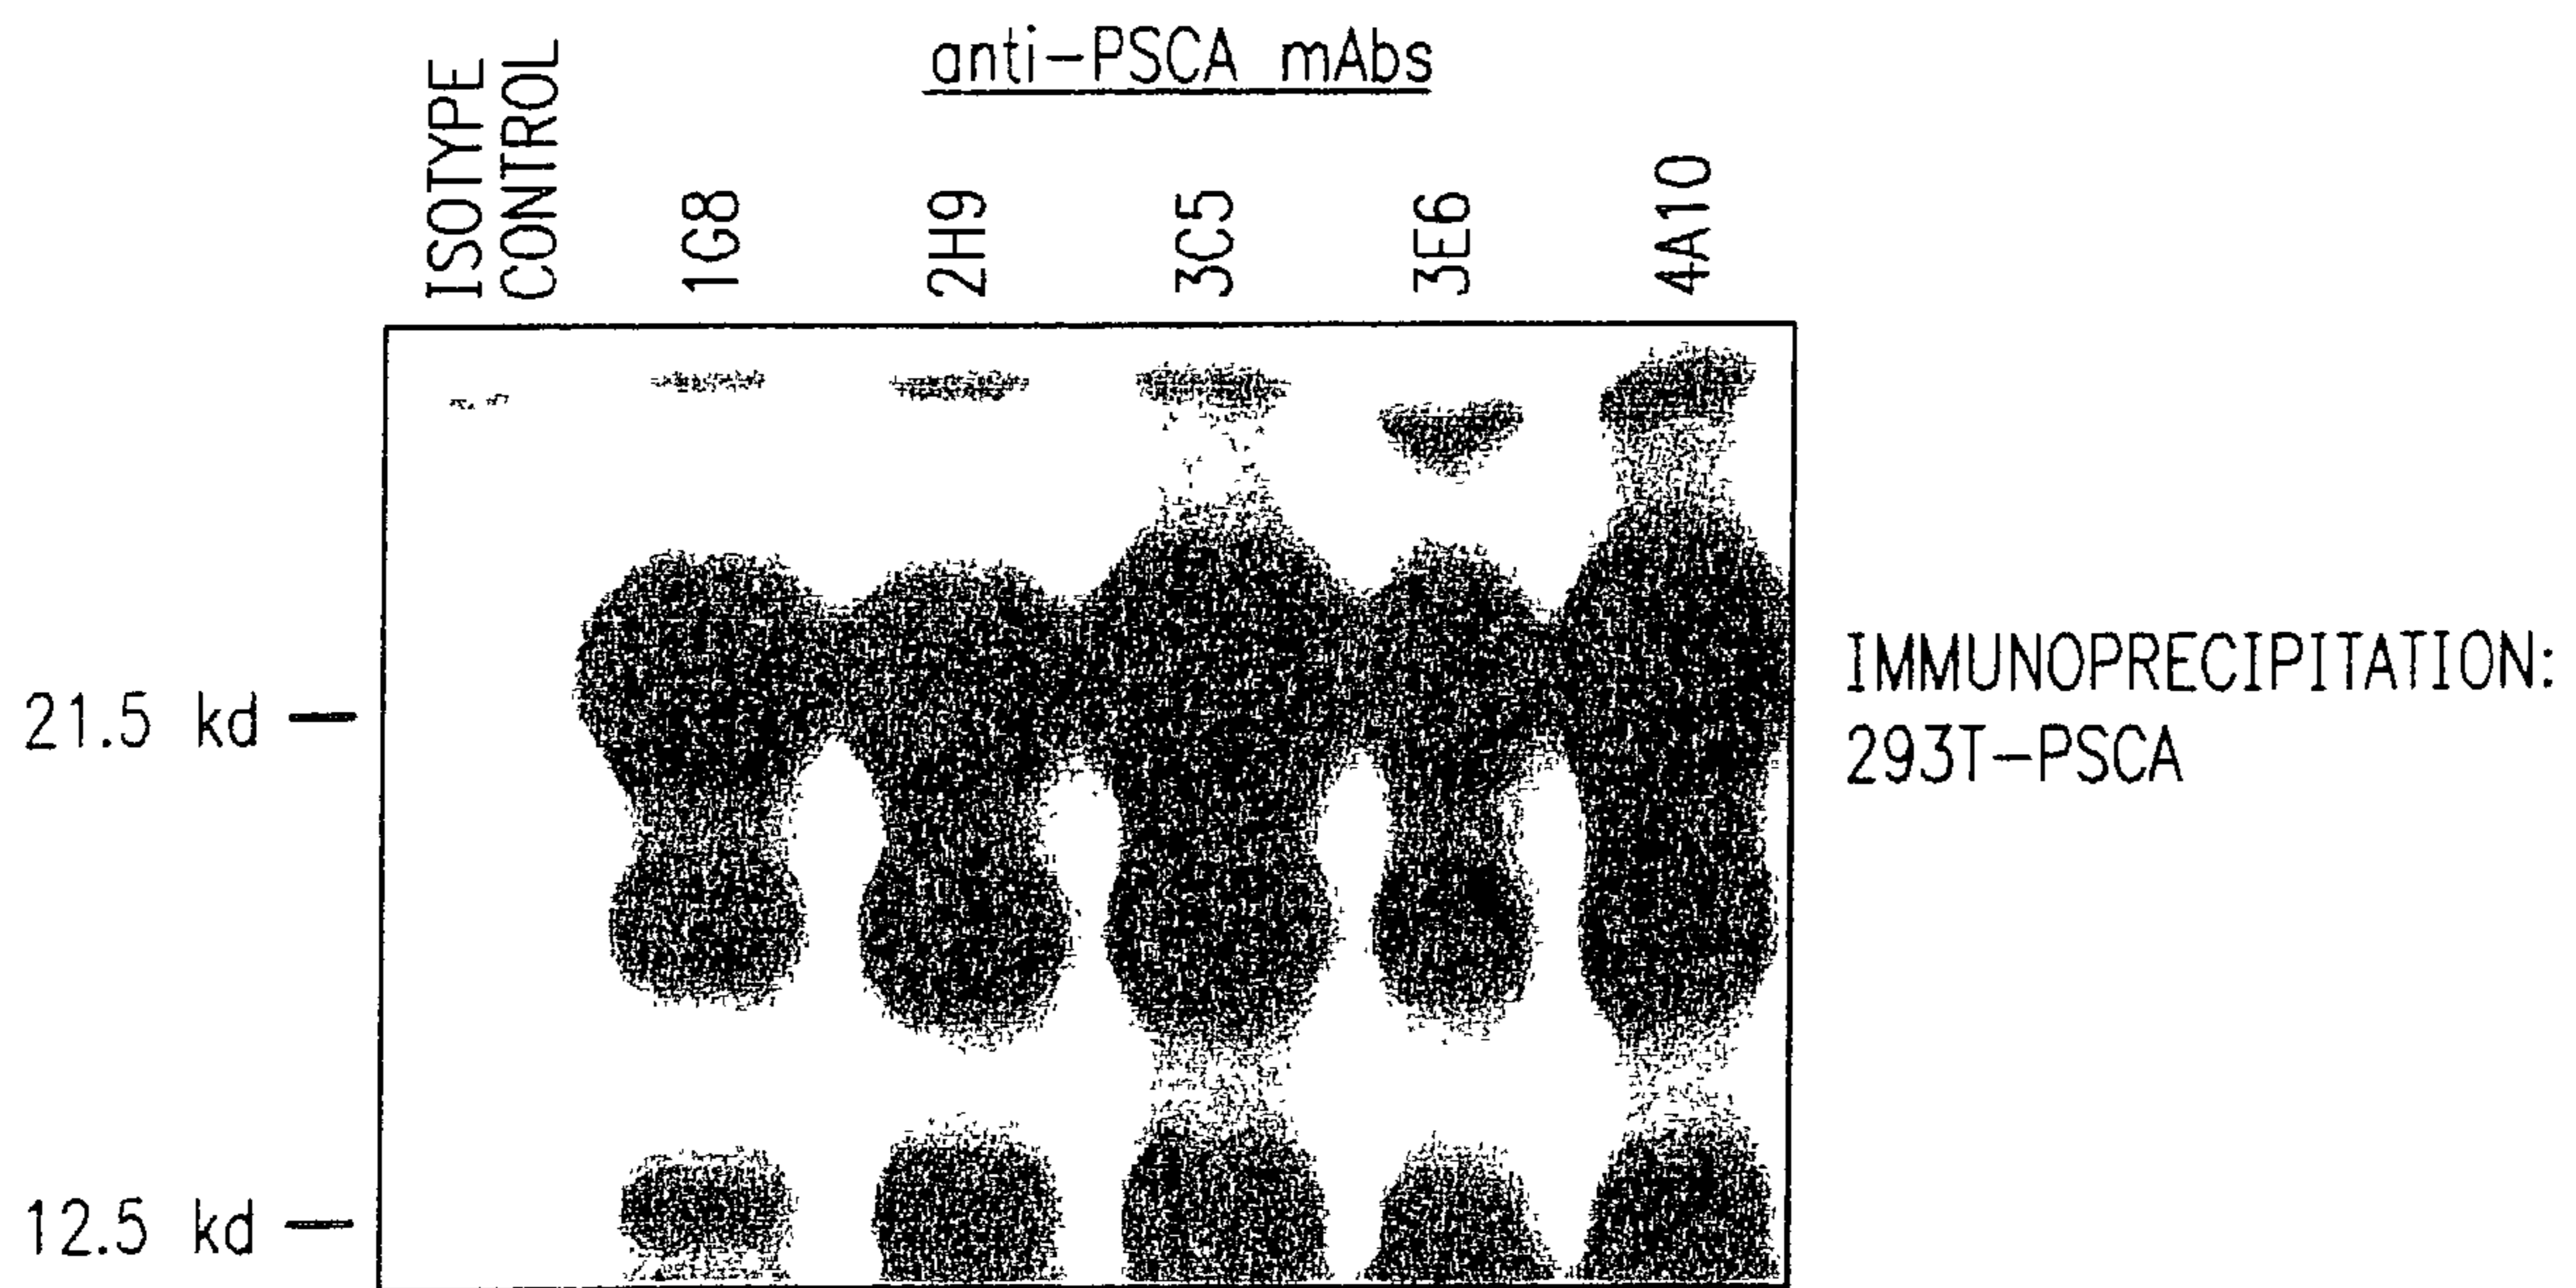 anti-PSCA mAbs
ISOTYPE
CONTROL
1G8
2H9
3C5
3E6
4A10
21.5 kd
12.5 kd
IMMUNOPRECIPITATION:
293T-PSCA